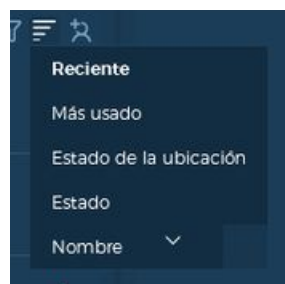 Reciente
Más usado
Estado de la ubicación
Estado
Nombre